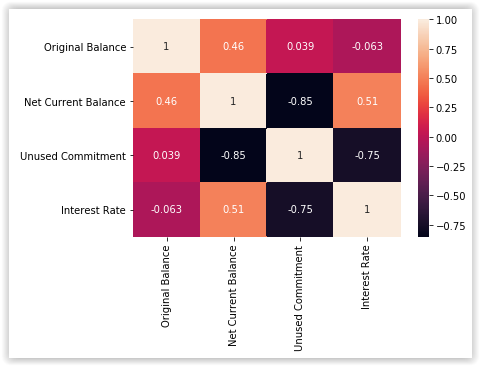 Original Balance 1 0.46 0.039 -0.063
Net Current Balance 0.46 1 -0.85 0.51
Unused Commitment 0.039 -0.85 1 -0.75
Interest Rate -0.063 0.51 -0.75 1
Original Balance
Net Current Balance
Unused Commitment
Interest Rate
1.00
0.75
0.50
0.25
0.00
−0.25
−0.50
−0.75